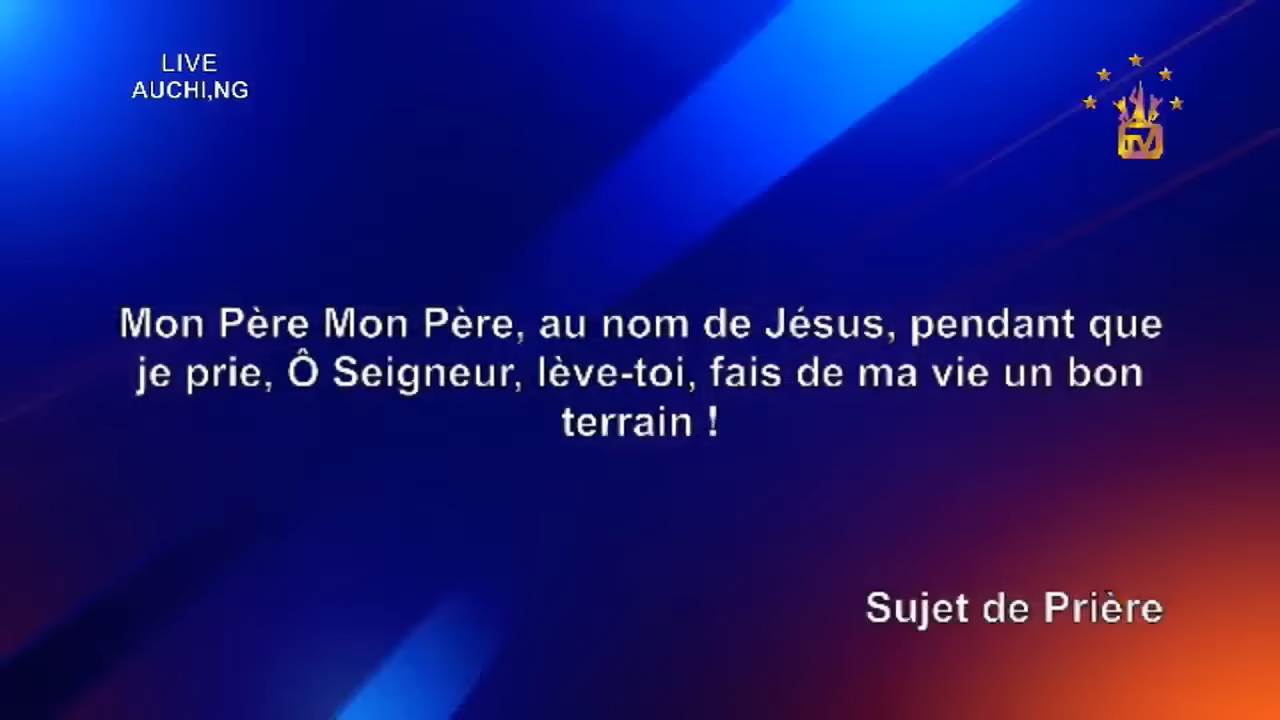 LIVE
AUCHI,NG
TV
Mon Père Mon Père, au nom de Jésus, pendant que
je prie, Ô Seigneur, lève-toi, fais de ma vie un bon
terrain !
Sujet de Prière